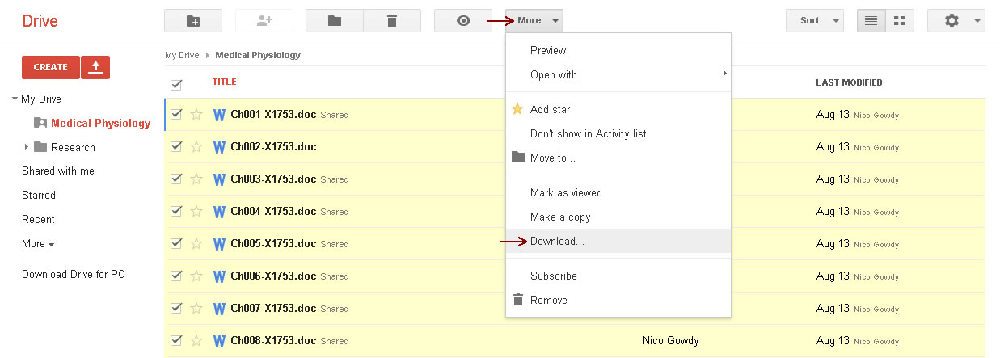 Drive
More
Sort
My Drive Medical Physiology
CREATE
My Drive
Medical Physiology
Research
Shared with me
Starred
Recent
More
Download Drive for PC
TITLE
LAST MODIFIED
Ch001-X1753.doc Shared
Aug 13 Nico Gowdy
Ch002-X1753.doc
Aug 13 Nico Gowdy
Ch003-X1753.doc Shared
Aug 13 Nico Gowdy
Ch004-X1753.doc Shared
Aug 13 Nico Gowdy
Ch005-X1753.doc Shared
Aug 13 Nico Gowdy
Ch006-X1753.doc Shared
Aug 13 Nico Gowdy
Ch007-X1753.doc Shared
Aug 13 Nico Gowdy
Ch008-X1753.doc Shared
Nico Gowdy
Aug 13 Nico Gowdy
Preview
Open with
Add star
Don't show in Activity list
Move to...
Mark as viewed
Make a copy
Download...
Subscribe
Remove